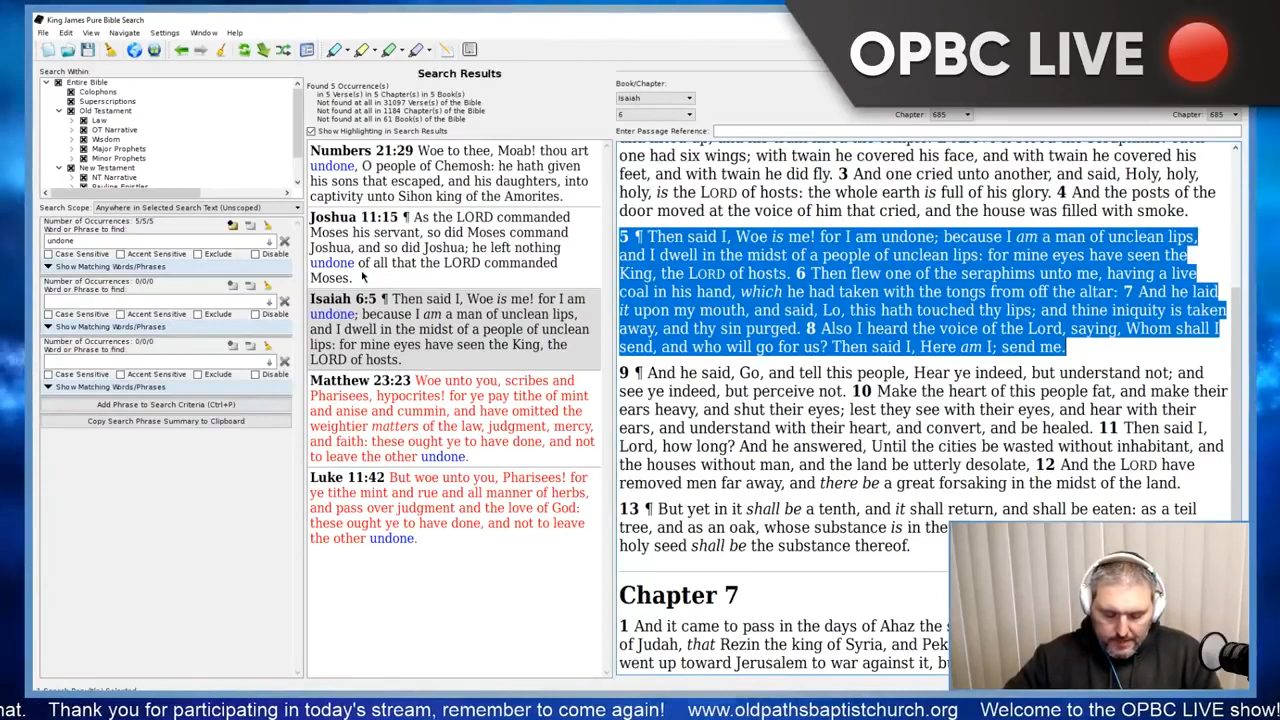 King James Pure Bible Search
OPBC LIVE
File Edit View Navigate Settings Window Help
Search Within:
Entire Bible
Colophons
Superscriptions
Old Testament
Law
OT Narrative
Wisdom
Major Prophets
Minor Prophets
New Testament
NT Narrative
Pauline Epistles
Search Scope: Anywhere in Selected Search Text (Unscoped)
Number of Occurrences: 5/5/5
Word or Phrase to find:
undone
Case Sensitive Accent Sensitive Exclude Disable
Show Matching Words/Phrases
Number of Occurrences: 0/0/0
Word or Phrase to find:
Case Sensitive Accent Sensitive Exclude Disable
Show Matching Words/Phrases
Number of Occurrences: 0/0/0
Word or Phrase to find:
Case Sensitive Accent Sensitive Exclude Disable
Show Matching Words/Phrases
Add Phrase to Search Criteria (Ctrl+P)
Copy Search Phrase Summary to Clipboard
Search Results
Found 5 Occurrence(s)
in 5 Verse(s) in 5 Chapter(s) in 5 Book(s)
Not found at all in 31097 Verse(s) of the Bible
Not found at all in 1184 Chapter(s) of the Bible
Not found at all in 61 Book(s) of the Bible
Show Highlighting in Search Results
Numbers 21:29 Woe to thee, Moab! thou art
undone, O people of Chemosh: he hath given
his sons that escaped, and his daughters, into
captivity unto Sihon king of the Amorites.
Joshua 11:15 ¶ As the LORD commanded
Moses his servant, so did Moses command
Joshua, and so did Joshua; he left nothing
undone of all that the LORD commanded
Moses.
Isaiah 6:5 ¶ Then said I, Woe is me! for I am
undone; because I am a man of unclean lips,
and I dwell in the midst of a people of unclean
lips: for mine eyes have seen the King, the
LORD of hosts.
Matthew 23:23 Woe unto you, scribes and
Pharisees, hypocrites! for ye pay tithe of mint
and anise and cummin, and have omitted the
weightier matters of the law, judgment, mercy,
and faith: these ought ye to have done, and not
to leave the other undone.
Luke 11:42 But woe unto you, Pharisees! for
ye tithe mint and rue and all manner of herbs,
and pass over judgment and the love of God:
these ought ye to have done, and not to leave
the other undone.
Book/Chapter:
Isaiah
6
Chapter: 685
Chapter: 685
Enter Passage Reference:
one had six wings; with twain he covered his face, and with twain he covered his
feet, and with twain he did fly. 3 And one cried unto another, and said, Holy, holy,
holy, is the LORD of hosts: the whole earth is full of his glory. 4 And the posts of the
door moved at the voice of him that cried, and the house was filled with smoke.
5 ¶ Then said I, Woe is me! for I am undone; because I am a man of unclean lips,
and I dwell in the midst of a people of unclean lips: for mine eyes have seen the
King, the LORD of hosts. 6 Then flew one of the seraphims unto me, having a live
coal in his hand, which he had taken with the tongs from off the altar: 7 And he laid
it upon my mouth, and said, Lo, this hath touched thy lips; and thine iniquity is taken
away, and thy sin purged. 8 Also I heard the voice of the Lord, saying, Whom shall I
send, and who will go for us? Then said I, Here am I; send me.
9 ¶ And he said, Go, and tell this people, Hear ye indeed, but understand not; and
see ye indeed, but perceive not. 10 Make the heart of this people fat, and make their
ears heavy, and shut their eyes; lest they see with their eyes, and hear with their
ears, and understand with their heart, and convert, and be healed. 11 Then said I,
Lord, how long? And he answered, Until the cities be wasted without inhabitant, and
the houses without man, and the land be utterly desolate, 12 And the LORD have
removed men far away, and there be a great forsaking in the midst of the land.
13 ¶ But yet in it shall be a tenth, and it shall return, and shall be eaten: as a teil
tree, and as an oak, whose substance is in the
holy seed shall be the substance thereof.
Chapter 7
1 And it came to pass in the days of Ahaz the
of Judah, that Rezin the king of Syria, and Pek
went up toward Jerusalem to war against it, b
hat. Thank you for participating in today's stream, remember to come again! www.oldpathsbaptistchurch.org Welcome to the OPBC LIVE show!